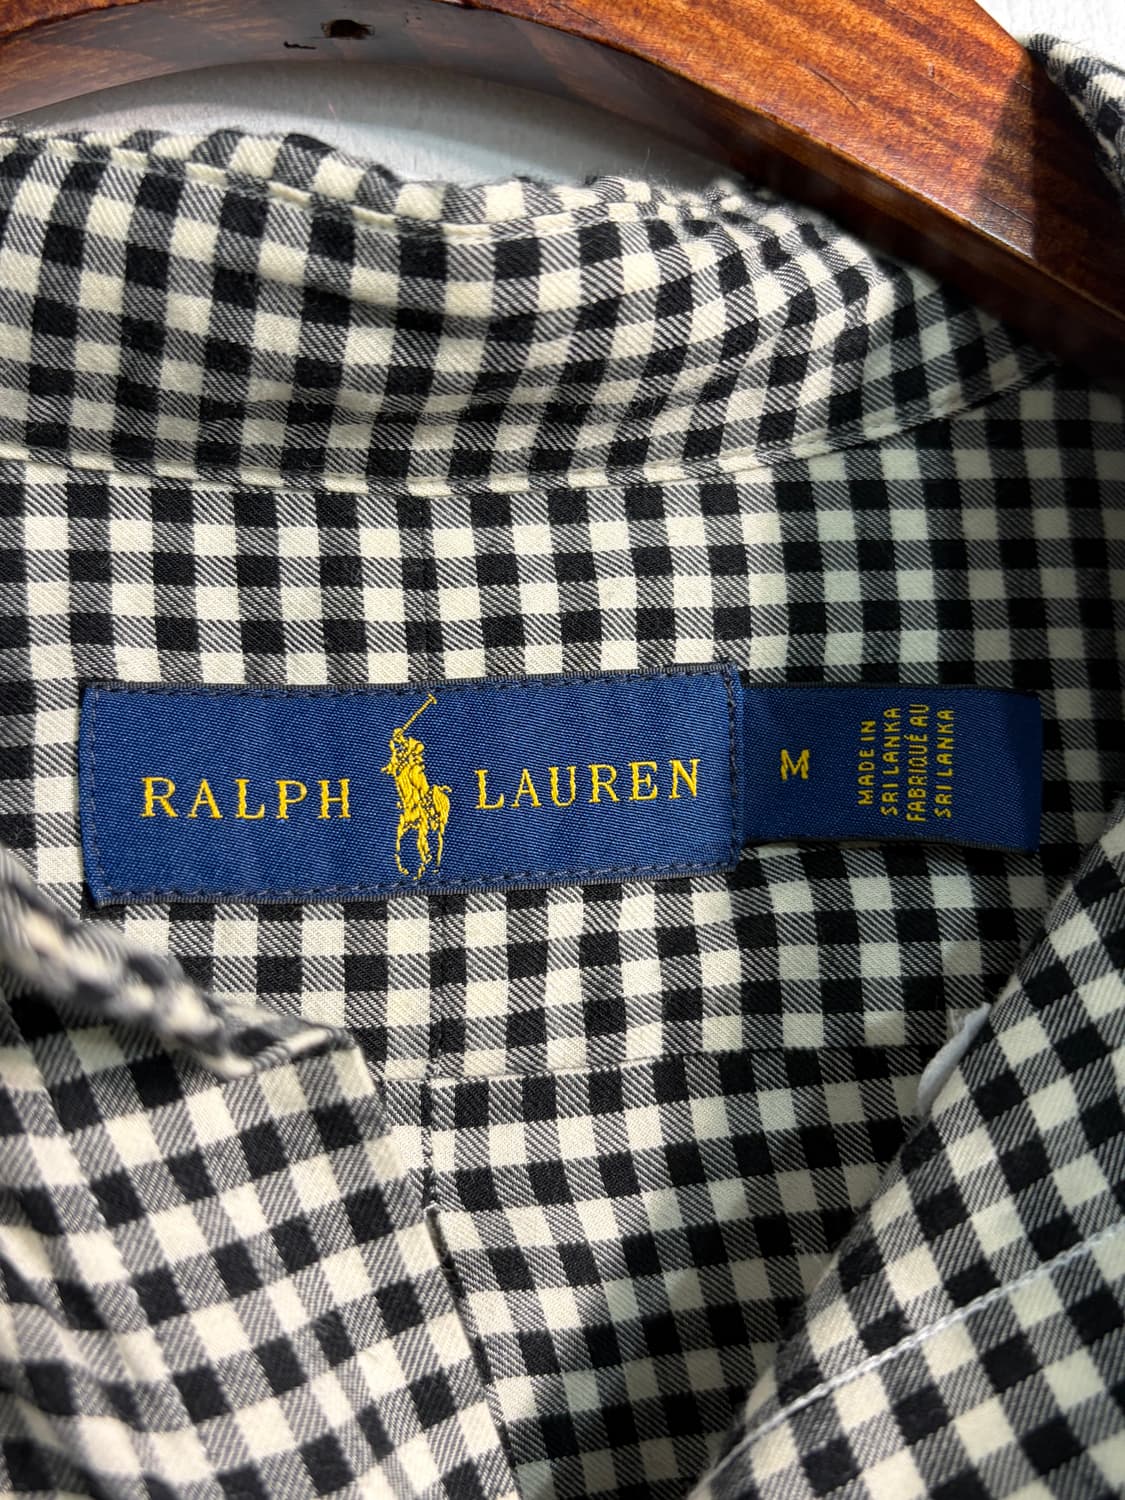 RALPH LAUREN
M
MADE IN
SRI LANKA
FABRIQUÉ AU
SRI LANKA